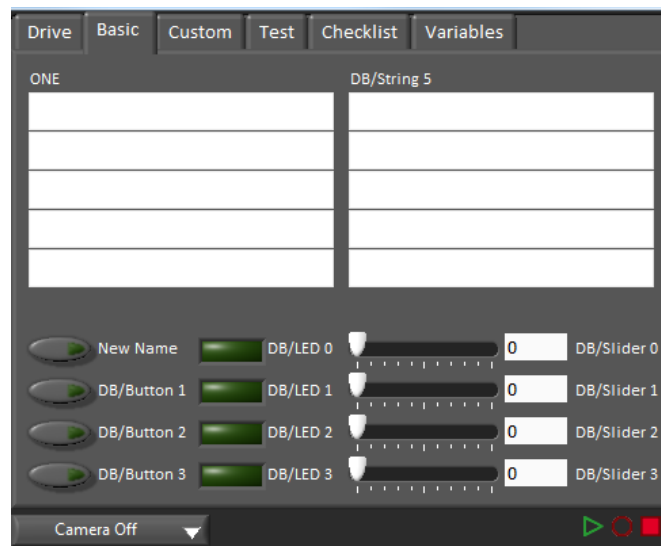 Drive Basic Custom Test Checklist Variables
ONE DB/String 5
New Name DB/LED 0 0 DB/Slider 0
DB/Button 1 DB/LED 1 0 DB/Slider 1
DB/Button 2 DB/LED 2 0 DB/Slider 2
DB/Button 3 DB/LED 3 0 DB/Slider 3
Camera Off